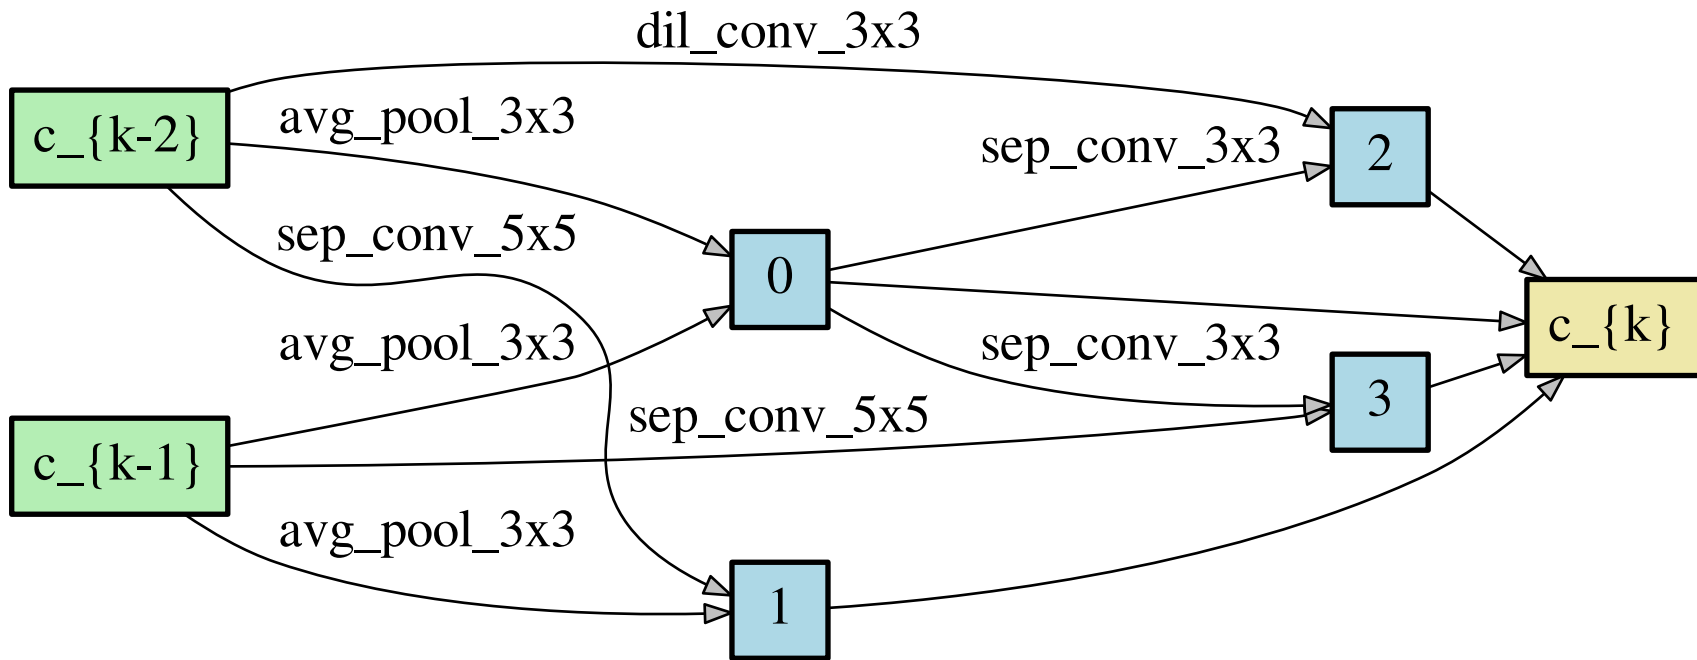 dil_conv_3x3
c_{k-2}
avg_pool_3x3
sep_conv_3x3
2
sep_conv_5x5
0
c_{k}
avg_pool_3x3
sep_conv_3x3
3
sep_conv_5x5
c_{k-1}
avg_pool_3x3
1